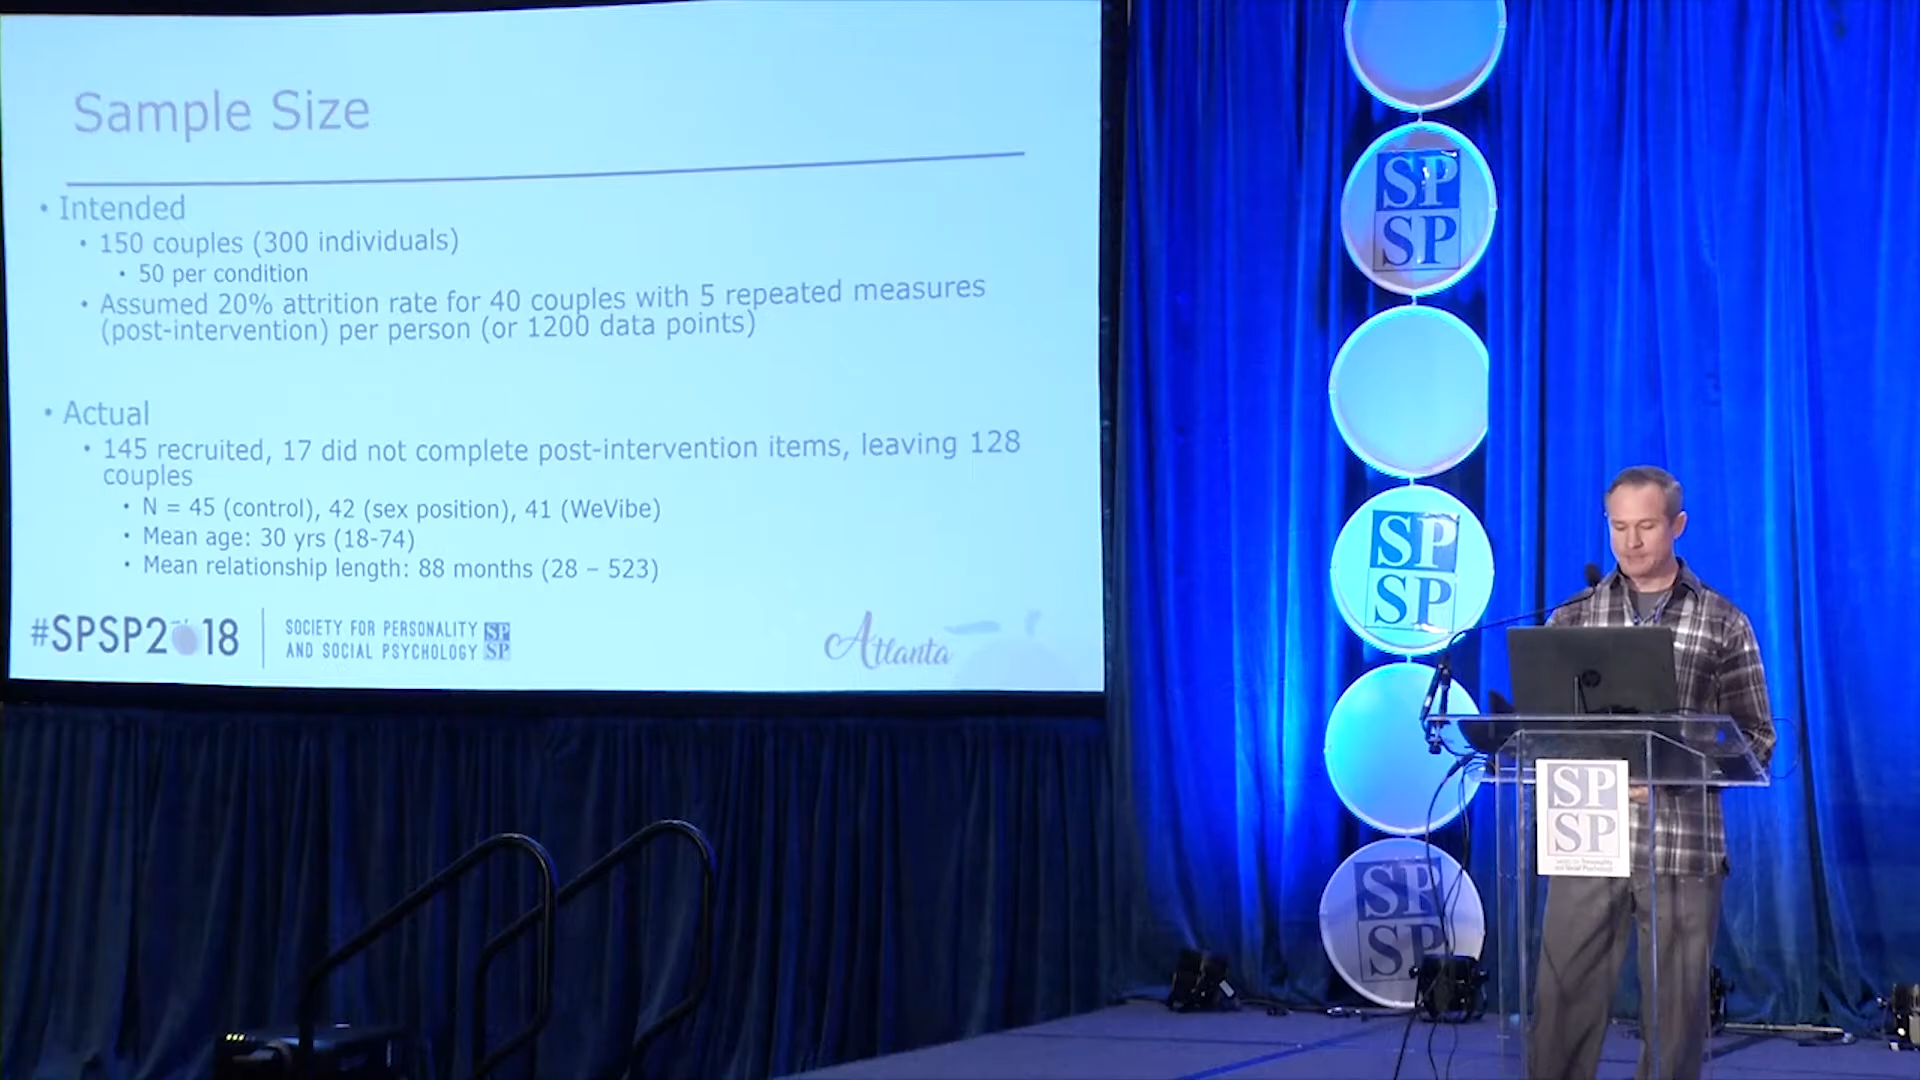 Sample Size
• Intended
• 150 couples (300 individuals)
• 50 per condition
• Assumed 20% attrition rate for 40 couples with 5 repeated measures
(post-intervention) per person (or 1200 data points)
• Actual
• 145 recruited, 17 did not complete post-intervention items, leaving 128
couples
• N = 45 (control), 42 (sex position), 41 (WeVibe)
• Mean age: 30 yrs (18-74)
• Mean relationship length: 88 months (28 – 523)
#SPSP2018
SOCIETY FOR PERSONALITY
AND SOCIAL PSYCHOLOGY
SP
SP
Atlanta
SP
SP
SP
SP
SP
SP
hp
SP
SP